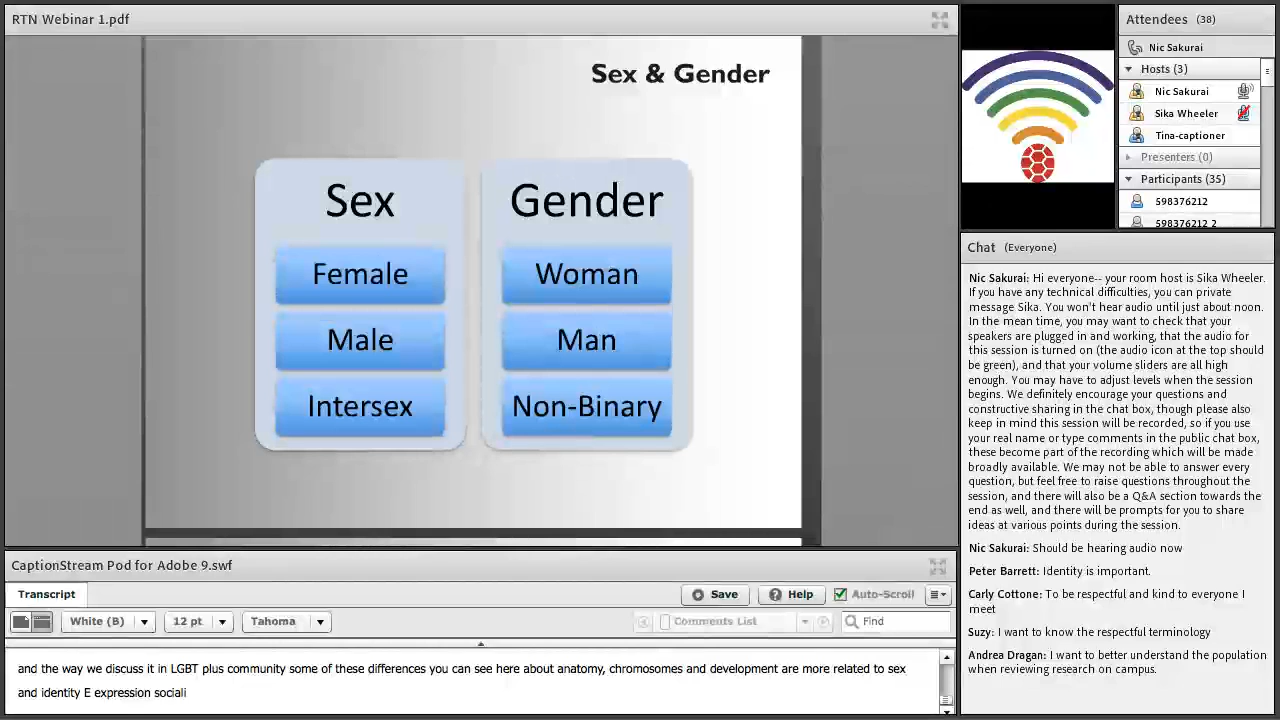 RTN Webinar 1.pdf
Sex & Gender
Sex
Female
Male
Intersex
Gender
Woman
Man
Non-Binary
CaptionStream Pod for Adobe 9.swf
Transcript
Save
Help
Auto-Scroll
White (B)
12 pt
Tahoma
Comments List
Find
and the way we discuss it in LGBT plus community some of these differences you can see here about anatomy, chromosomes and development are more related to sex
and identity E expression sociali
Attendees (38)
Nic Sakurai
Hosts (3)
Nic Sakurai
Sika Wheeler
Tina-captioner
Presenters (0)
Participants (35)
598376212
598376212 2
Chat (Everyone)
Nic Sakurai: Hi everyone-- your room host is Sika Wheeler.
If you have any technical difficulties, you can private
message Sika. You won't hear audio until just about noon.
In the mean time, you may want to check that your
speakers are plugged in and working, that the audio for
this session is turned on (the audio icon at the top should
be green), and that your volume sliders are all high
enough. You may have to adjust levels when the session
begins. We definitely encourage your questions and
constructive sharing in the chat box, though please also
keep in mind this session will be recorded, so if you use
your real name or type comments in the public chat box,
these become part of the recording which will be made
broadly available. We may not be able to answer every
question, but feel free to raise questions throughout the
session, and there will also be a Q&A section towards the
end as well, and there will be prompts for you to share
ideas at various points during the session.
Nic Sakurai: Should be hearing audio now
Peter Barrett: Identity is important.
Carly Cottone: To be respectful and kind to everyone I
meet
Suzy: I want to know the respectful terminology
Andrea Dragan: I want to better understand the population
when reviewing research on campus.